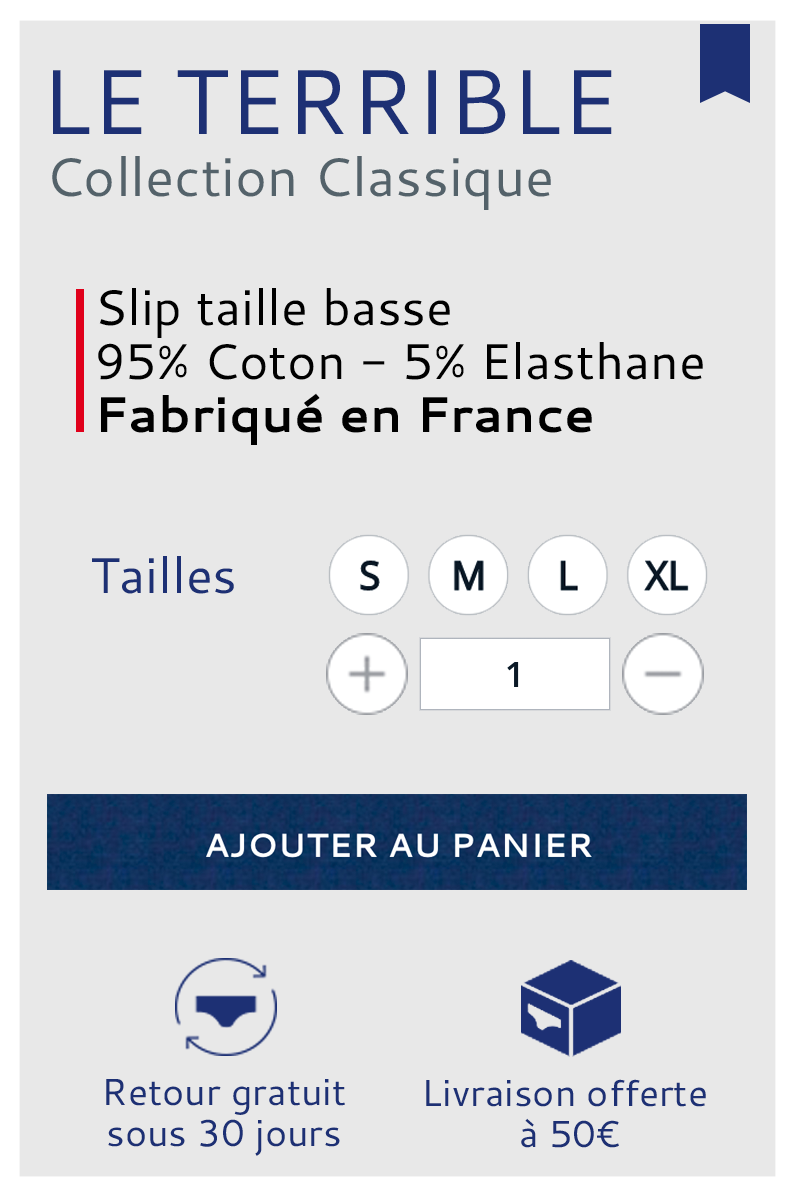 LE TERRIBLE
Collection Classique
Slip taille basse
95% Coton - 5% Elasthane
Fabriqué en France
Tailles S M L XL
+ 1 −
AJOUTER AU PANIER
Retour gratuit
sous 30 jours
Livraison offerte
à 50€